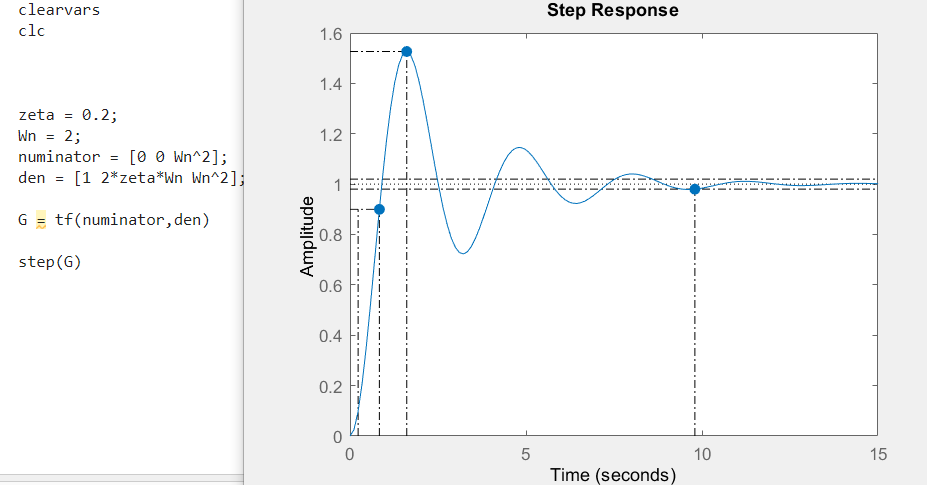 clearvars
clc
zeta = 0.2;
Wn = 2;
numinator = [0 0 Wn^2];
den = [1 2*zeta*Wn Wn^2];
G = tf(numinator,den)
step(G)
Step Response
1.6
1.4
1.2
1
0.8
0.6
0.4
0.2
0
Amplitude
0 5 10 15
Time (seconds)